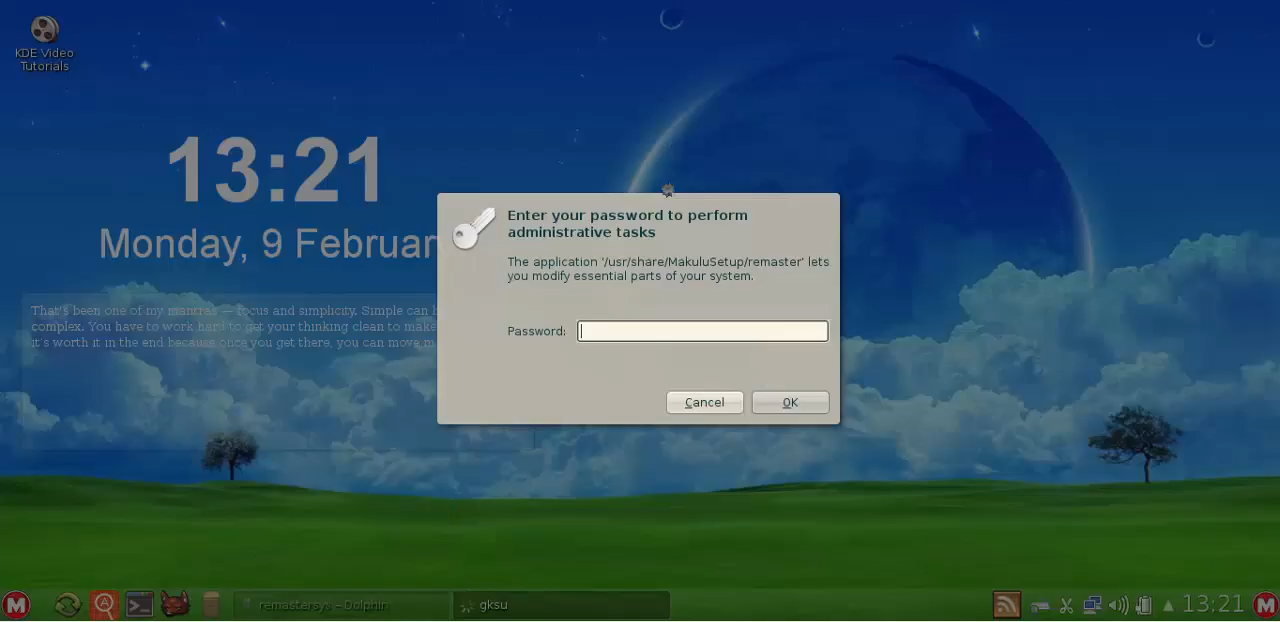 KDE Video
Tutorials
13:21
Monday, 9 Februar
Enter your password to perform
administrative tasks
The application '/usr/share/MakuluSetup/remaster' lets
you modify essential parts of your system.
Password:
Cancel
OK
That's been one of my mantras — focus and simplicity. Simple can b
complex. You have to work hard to get your thinking clean to make
it's worth it in the end because once you get there, you can move m
M
remastersys – Dolphin
gksu
13:21
M